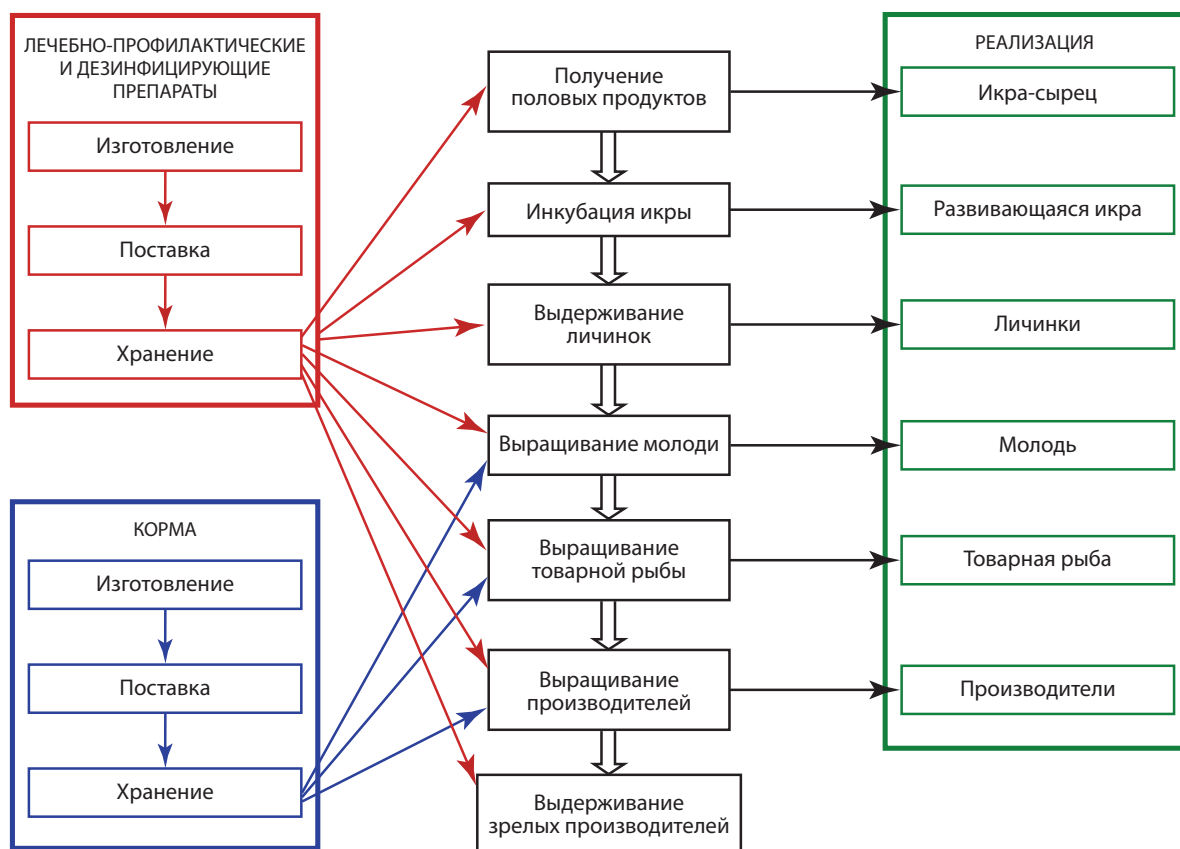 ЛЕЧЕБНО-ПРОФИЛАКТИЧЕСКИЕ
И ДЕЗИНФИЦИРУЮЩИЕ
ПРЕПАРАТЫ
Изготовление
Поставка
Хранение
КОРМА
Изготовление
Поставка
Хранение
Получение
половых продуктов
Инкубация икры
Выдерживание
личинок
Выращивание молоди
Выращивание
товарной рыбы
Выращивание
производителей
Выдерживание
зрелых производителей
РЕАЛИЗАЦИЯ
Икра-сырец
Развивающаяся икра
Личинки
Молодь
Товарная рыба
Производители